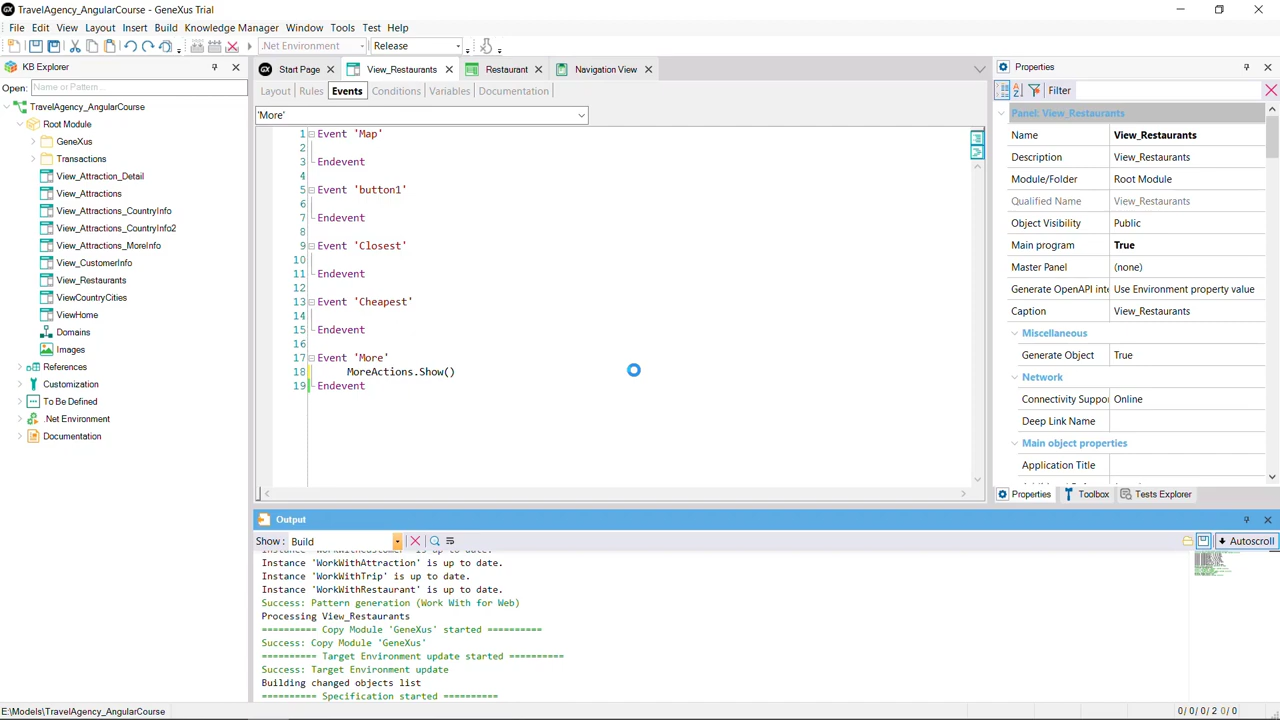 TravelAgency_AngularCourse - GeneXus Trial
File Edit View Layout Insert Build Knowledge Manager Window Tools Test Help
.Net Environment Release
KB Explorer
Open: Name or Pattern...
TravelAgency_AngularCourse
Root Module
GeneXus
Transactions
View_Attraction_Detail
View_Attractions
View_Attractions_CountryInfo
View_Attractions_CountryInfo2
View_Attractions_MoreInfo
View_CustomerInfo
View_Restaurants
ViewCountryCities
ViewHome
Domains
Images
References
Customization
To Be Defined
.Net Environment
Documentation
Start Page View_Restaurants Restaurant Navigation View
Layout Rules Events Conditions Variables Documentation
'More'
1 Event 'Map'
2
3 Endevent
4
5 Event 'button1'
6
7 Endevent
8
9 Event 'Closest'
10
11 Endevent
12
13 Event 'Cheapest'
14
15 Endevent
16
17 Event 'More'
18 MoreActions.Show()
19 Endevent
Properties
Filter
Panel: View_Restaurants
Name View_Restaurants
Description View_Restaurants
Module/Folder Root Module
Qualified Name View_Restaurants
Object Visibility Public
Main program True
Master Panel (none)
Generate OpenAPI inte Use Environment property value
Caption View_Restaurants
Miscellaneous
Generate Object True
Network
Connectivity Suppor Online
Deep Link Name
Main object properties
Application Title
Properties Toolbox Tests Explorer
Output
Show: Build Autoscroll
Instance 'WorkWithCustomer' is up to date.
Instance 'WorkWithAttraction' is up to date.
Instance 'WorkWithTrip' is up to date.
Instance 'WorkWithRestaurant' is up to date.
Success: Pattern generation (Work With for Web)
Processing View_Restaurants
========== Copy Module 'GeneXus' started ==========
Success: Copy Module 'GeneXus'
========== Target Environment update started ==========
Success: Target Environment update
Building changed objects list
========== Specification started ==========
E:\Models\TravelAgency_AngularCourse
0/ 0/ 0/ 2 0/ 0